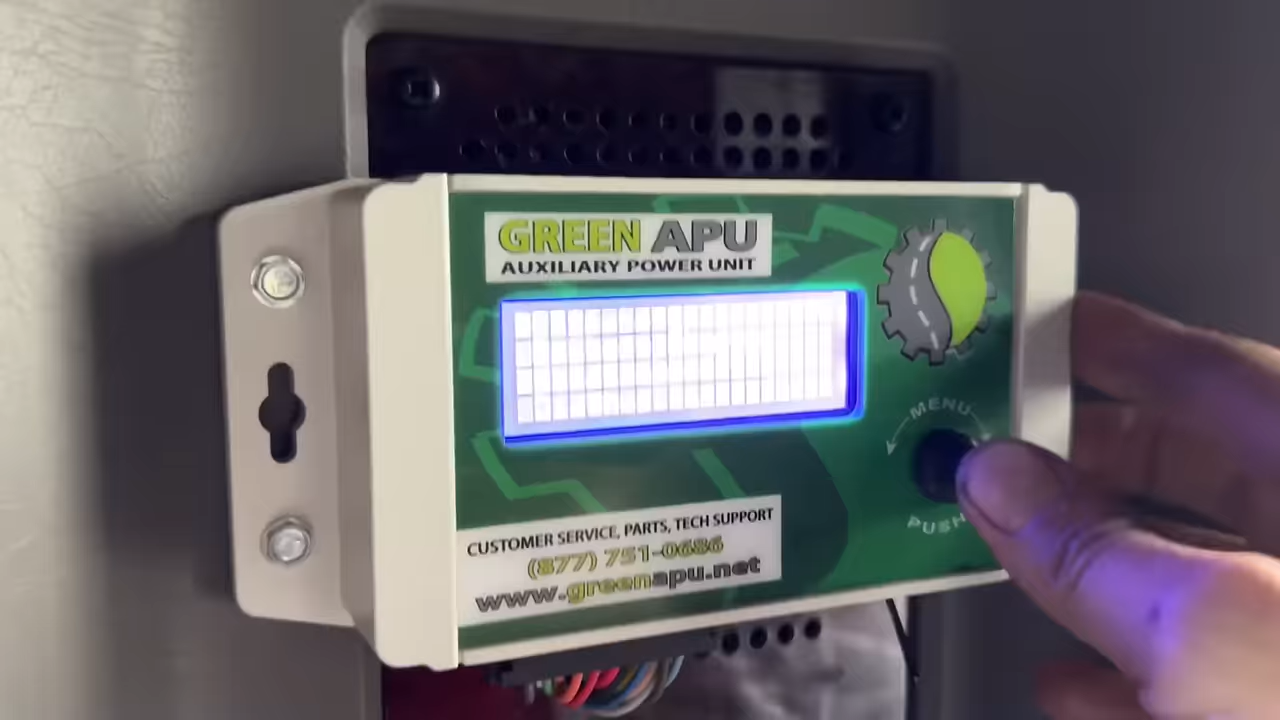 GREEN APU
AUXILIARY POWER UNIT
MENU
PUSH
CUSTOMER SERVICE, PARTS, TECH SUPPORT
(877) 751-0686
www.greenapu.net